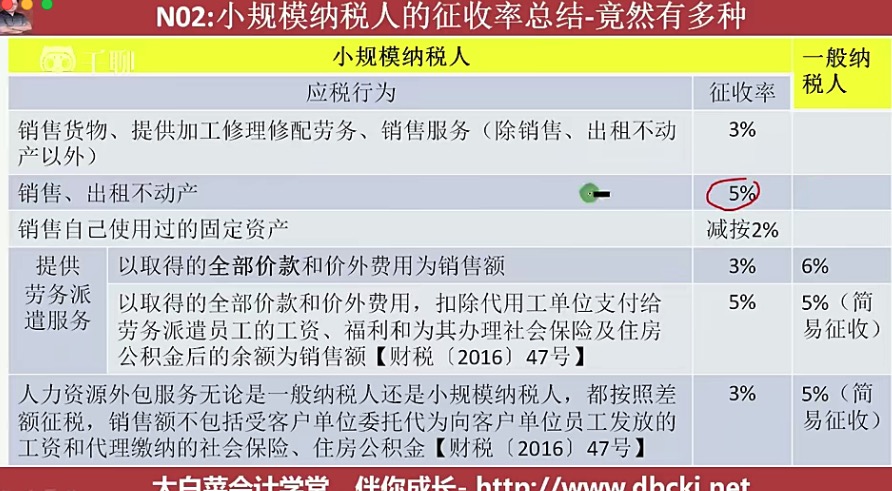 N02:小规模纳税人的征收率总结-竟然有多种
千聊
小规模纳税人
一般纳
税人
应税行为
征收率
销售货物、提供加工修理修配劳务、销售服务（除销售、出租不动
产以外）
3%
销售、出租不动产
5%
销售自己使用过的固定资产
减按2%
提供
劳务派
遣服务
以取得的全部价款和价外费用为销售额
3%
6%
以取得的全部价款和价外费用，扣除代用工单位支付给
劳务派遣员工的工资、福利和为其办理社会保险及住房
公积金后的余额为销售额【财税〔2016〕47号】
5%
5%（简
易征收）
人力资源外包服务无论是一般纳税人还是小规模纳税人，都按照差
额征税，销售额不包括受客户单位委托代为向客户单位员工发放的
工资和代理缴纳的社会保险、住房公积金【财税〔2016〕47号】
3%
5%（简
易征收）
大白菜会计学堂，伴你成长- http://www.dbckj.net